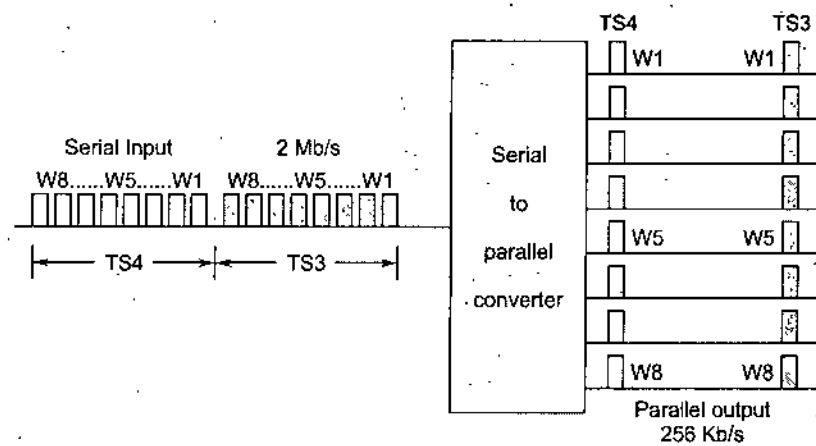 TS4 TS3
W1 W1
Serial Input 2 Mb/s
W8......W5......W1 W8......W5......W1
TS4 TS3
Serial
to
parallel
converter
W5 W5
W8 W8
Parallel output
256 Kb/s